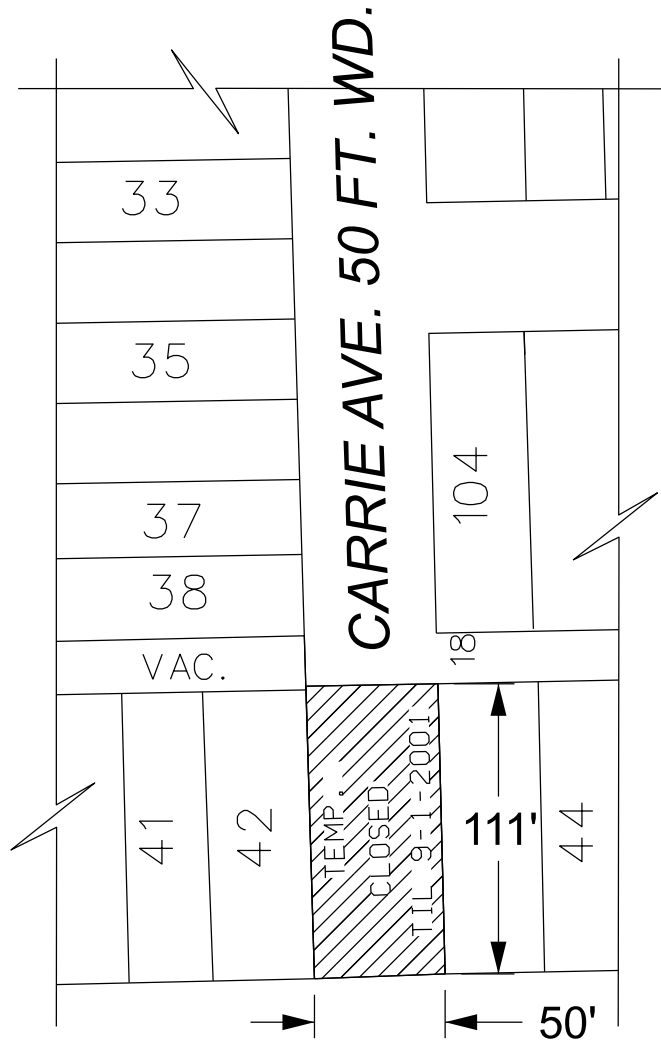 CARRIE AVE. 50 FT. WD.
33
35
37
38
VAC.
104
18
41
42
TEMP.
CLOSED
TIL 9-1-2001
111'
44
50'